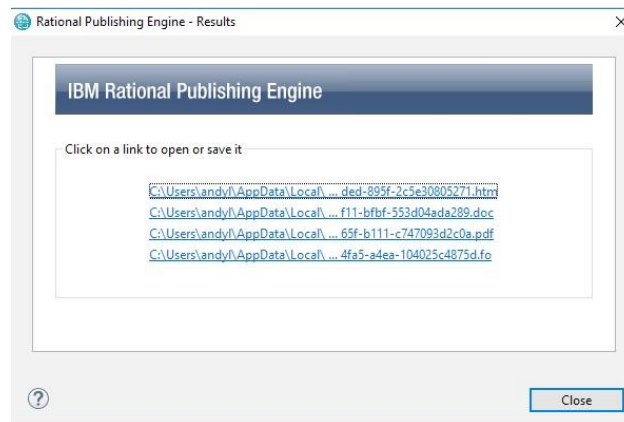 Rational Publishing Engine - Results
IBM Rational Publishing Engine
Click on a link to open or save it
C:\Users\andyl\AppData\Local\ ... ded-895f-2c5e30805271.htm
C:\Users\andyl\AppData\Local\ ... f11-bfbf-553d04ada289.doc
C:\Users\andyl\AppData\Local\ ... 65f-b111-c747093d2c0a.pdf
C:\Users\andyl\AppData\Local\ ... 4fa5-a4ea-104025c4875d.fo
?
Close